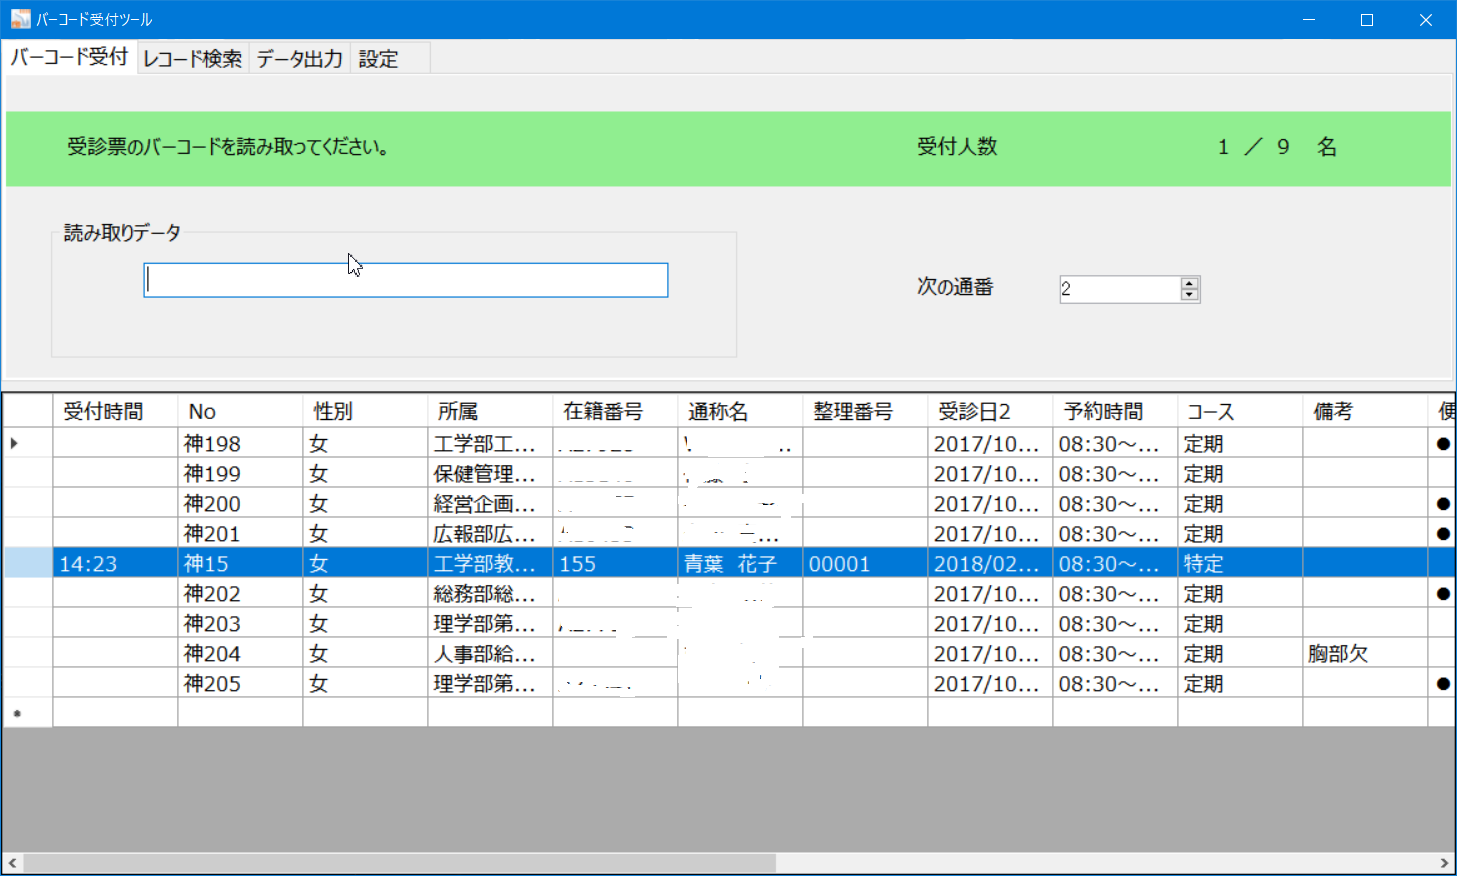 バーコード受付ツール
バーコード受付 レコード検索 データ出力 設定
受診票のバーコードを読み取ってください。 受付人数 1 ／ 9 名
読み取りデータ
次の通番 2
受付時間 No 性別 所属 在籍番号 通称名 整理番号 受診日2 予約時間 コース 備考 便
神198 女 工学部工... 2017/10... 08:30～... 定期 ●
神199 女 保健管理... 2017/10... 08:30～... 定期
神200 女 経営企画... 2017/10... 08:30～... 定期 ●
神201 女 広報部広... 2017/10... 08:30～... 定期 ●
14:23 神15 女 工学部教... 155 青葉 花子 00001 2018/02... 08:30～... 特定
神202 女 総務部総... 2017/10... 08:30～... 定期 ●
神203 女 理学部第... 2017/10... 08:30～... 定期
神204 女 人事部給... 2017/10... 08:30～... 定期 胸部欠
神205 女 理学部第... 2017/10... 08:30～... 定期 ●